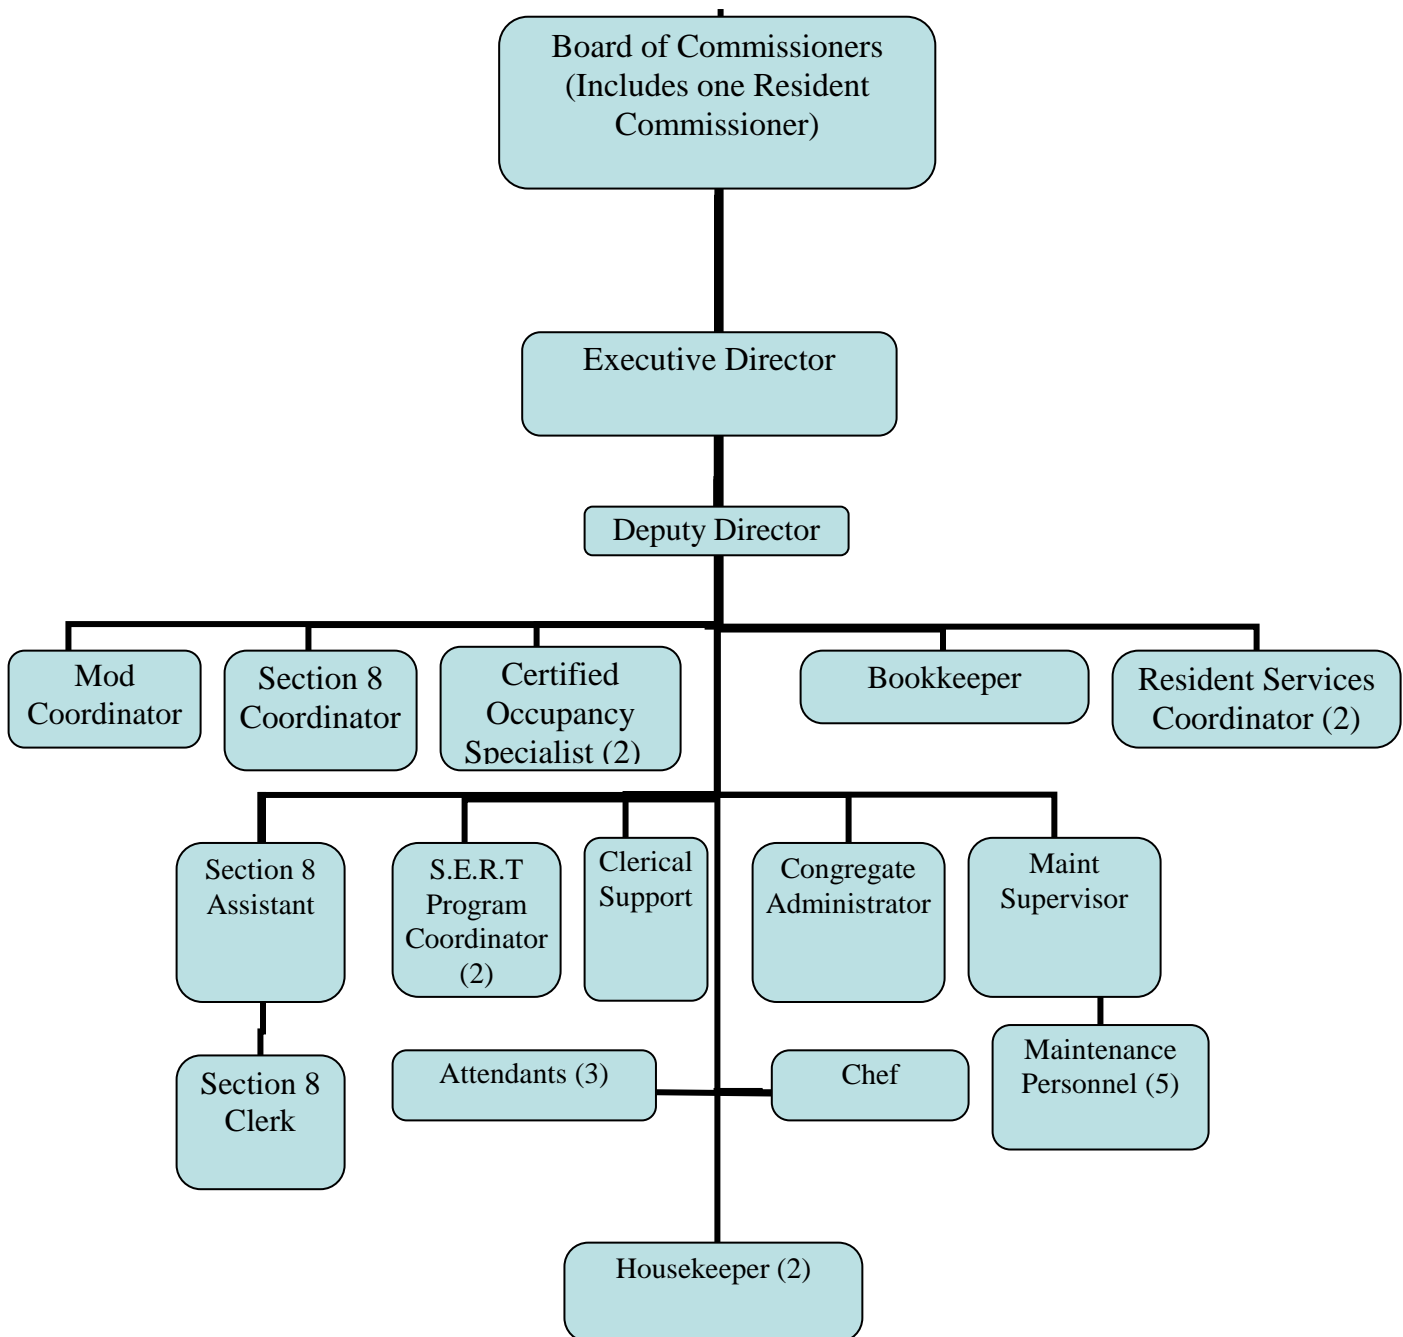 Board of Commissioners
(Includes one Resident
Commissioner)
Executive Director
Deputy Director
Mod
Coordinator
Section 8
Coordinator
Certified
Occupancy
Specialist (2)
Bookkeeper
Resident Services
Coordinator (2)
Section 8
Assistant
S.E.R.T
Program
Coordinator
(2)
Clerical
Support
Congregate
Administrator
Maint
Supervisor
Section 8
Clerk
Attendants (3)
Chef
Maintenance
Personnel (5)
Housekeeper (2)